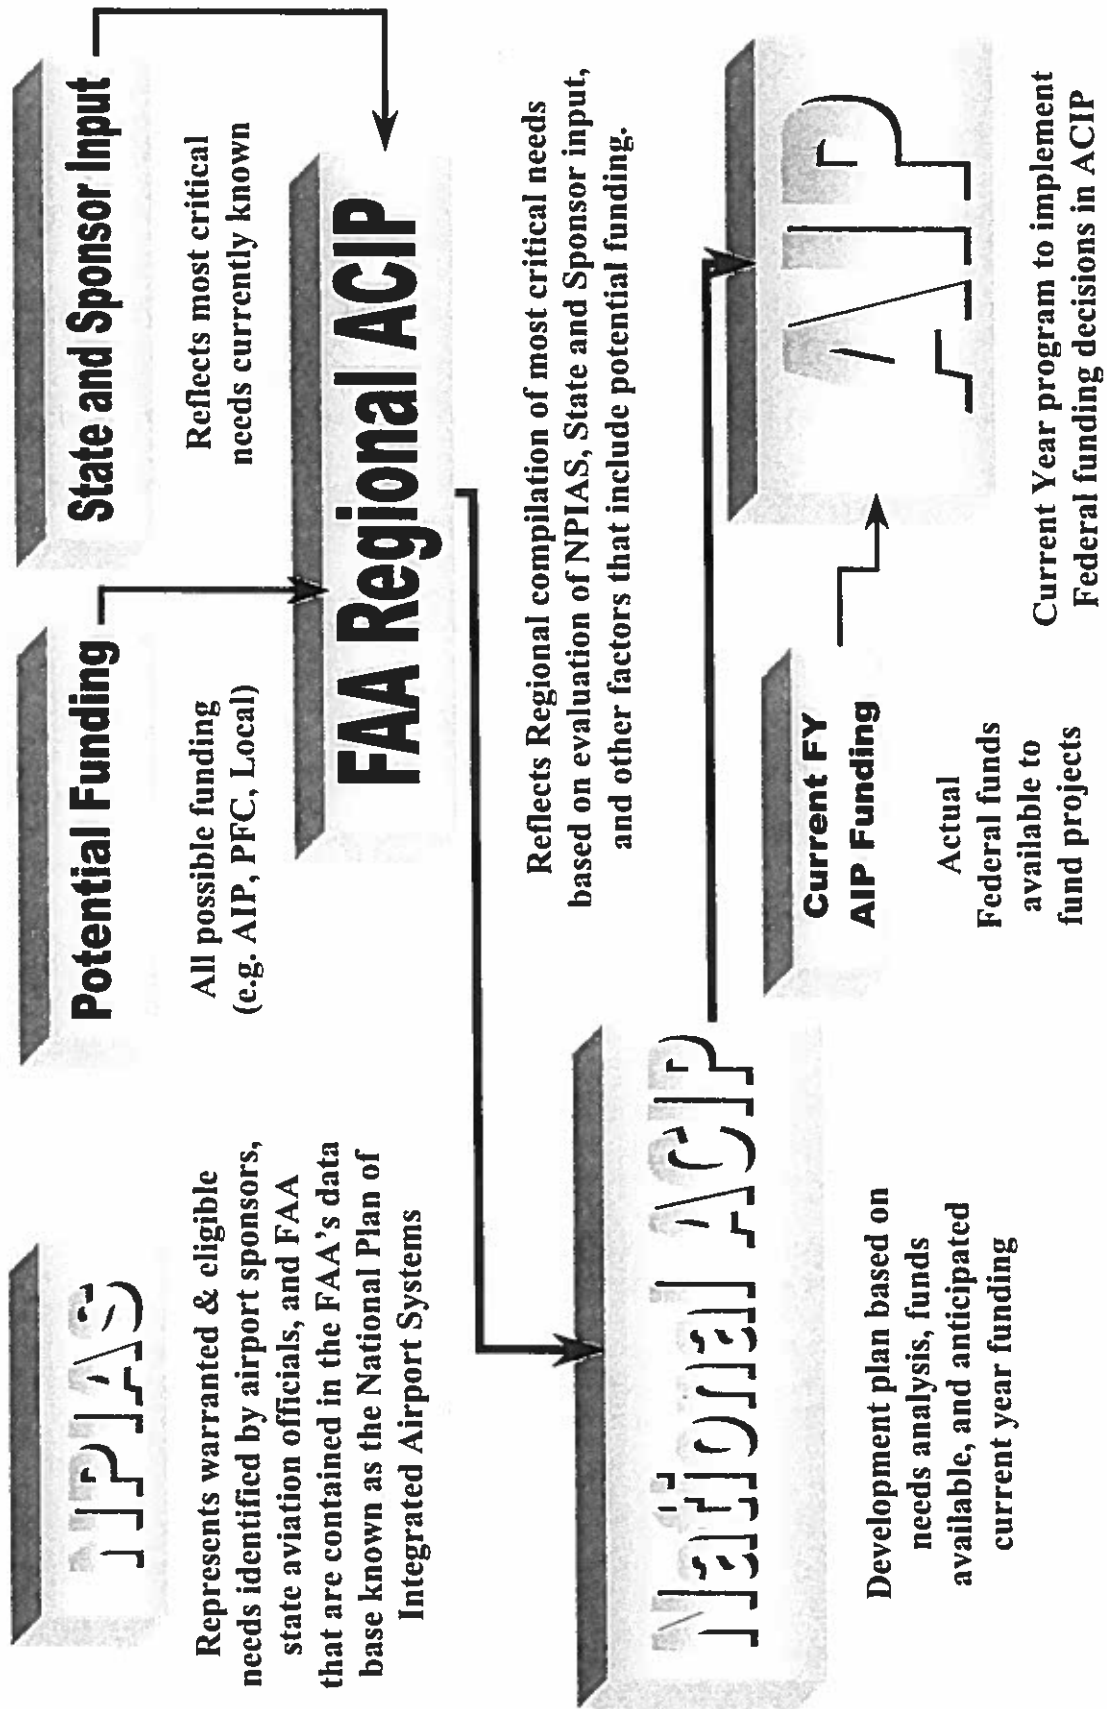 NPIAS
Represents warranted & eligible
needs identified by airport sponsors,
state aviation officials, and FAA
that are contained in the FAA's data
base known as the National Plan of
Integrated Airport Systems
Potential Funding
All possible funding
(e.g. AIP, PFC, Local)
State and Sponsor Input
Reflects most critical
needs currently known
FAA Regional ACIP
Reflects Regional compilation of most critical needs
based on evaluation of NPIAS, State and Sponsor input,
and other factors that include potential funding.
National ACIP
Development plan based on
needs analysis, funds
available, and anticipated
current year funding
Current FY
AIP Funding
Actual
Federal funds
available to
fund projects
AIP
Current Year program to implement
Federal funding decisions in ACIP